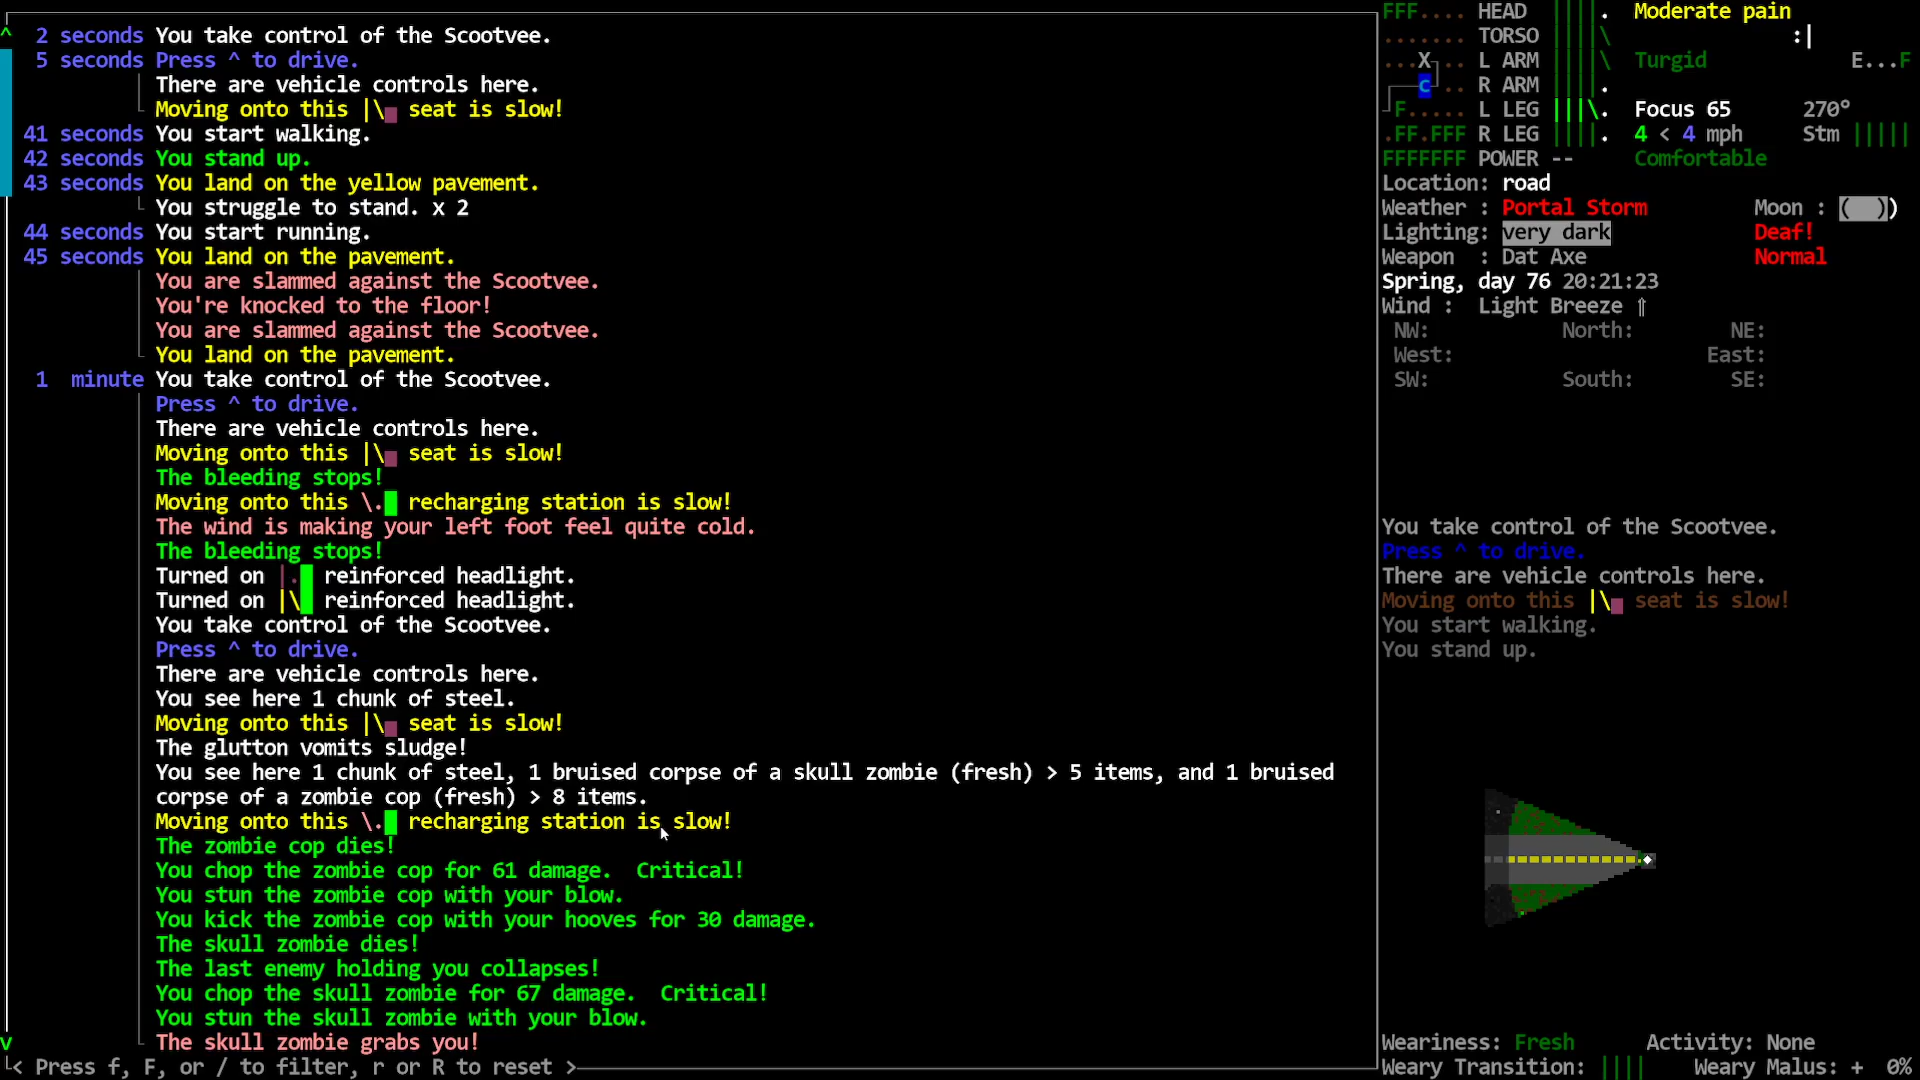 2 seconds You take control of the Scootvee.
5 seconds Press ^ to drive.
There are vehicle controls here.
Moving onto this |\ seat is slow!
41 seconds You start walking.
42 seconds You stand up.
43 seconds You land on the yellow pavement.
You struggle to stand. x 2
44 seconds You start running.
45 seconds You land on the pavement.
You are slammed against the Scootvee.
You're knocked to the floor!
You are slammed against the Scootvee.
You land on the pavement.
1 minute You take control of the Scootvee.
Press ^ to drive.
There are vehicle controls here.
Moving onto this |\ seat is slow!
The bleeding stops!
Moving onto this \. recharging station is slow!
The wind is making your left foot feel quite cold.
The bleeding stops!
Turned on |. reinforced headlight.
Turned on |\ reinforced headlight.
You take control of the Scootvee.
Press ^ to drive.
There are vehicle controls here.
You see here 1 chunk of steel.
Moving onto this |\ seat is slow!
The glutton vomits sludge!
You see here 1 chunk of steel, 1 bruised corpse of a skull zombie (fresh) > 5 items, and 1 bruised
corpse of a zombie cop (fresh) > 8 items.
Moving onto this \. recharging station is slow!
The zombie cop dies!
You chop the zombie cop for 61 damage.  Critical!
You stun the zombie cop with your blow.
You kick the zombie cop with your hooves for 30 damage.
The skull zombie dies!
The last enemy holding you collapses!
You chop the skull zombie for 67 damage.  Critical!
You stun the skull zombie with your blow.
The skull zombie grabs you!
< Press f, F, or / to filter, r or R to reset >
FFF.... HEAD ||||. Moderate pain
....... TORSO ||||\ :|
...X... L ARM ||||\ Turgid E...F
c.. R ARM ||||.
F..... L LEG |||\. Focus 65 270°
.FF.FFF R LEG ||||. 4 < 4 mph Stm |||||
FFFFFFF POWER -- Comfortable
Location: road
Weather : Portal Storm Moon : (  ))
Lighting: very dark Deaf!
Weapon : Dat Axe Normal
Spring, day 76 20:21:23
Wind : Light Breeze ⇑
NW: North: NE:
West: East:
SW: South: SE:
You take control of the Scootvee.
Press ^ to drive.
There are vehicle controls here.
Moving onto this |\ seat is slow!
You start walking.
You stand up.
Weariness: Fresh Activity: None
Weary Transition: |||| Weary Malus: + 0%